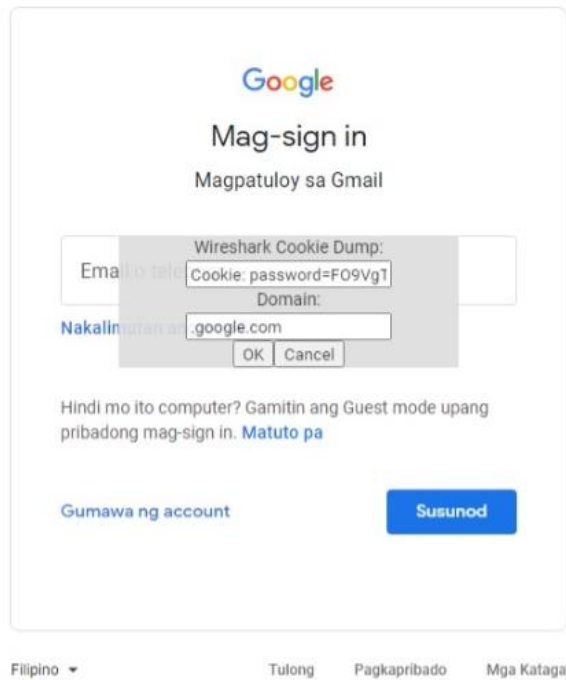 Google
Mag-sign in
Magpatuloy sa Gmail
Wireshark Cookie Dump:
Email o
Cookie: password=FO9VgT
Domain:
.google.com
OK Cancel
Hindi mo ito computer? Gamitin ang Guest mode upang
pribadong mag-sign in. Matuto pa
Gumawa ng account
Susunod
Filipino
Tulong Pagkapribado Mga Kataga